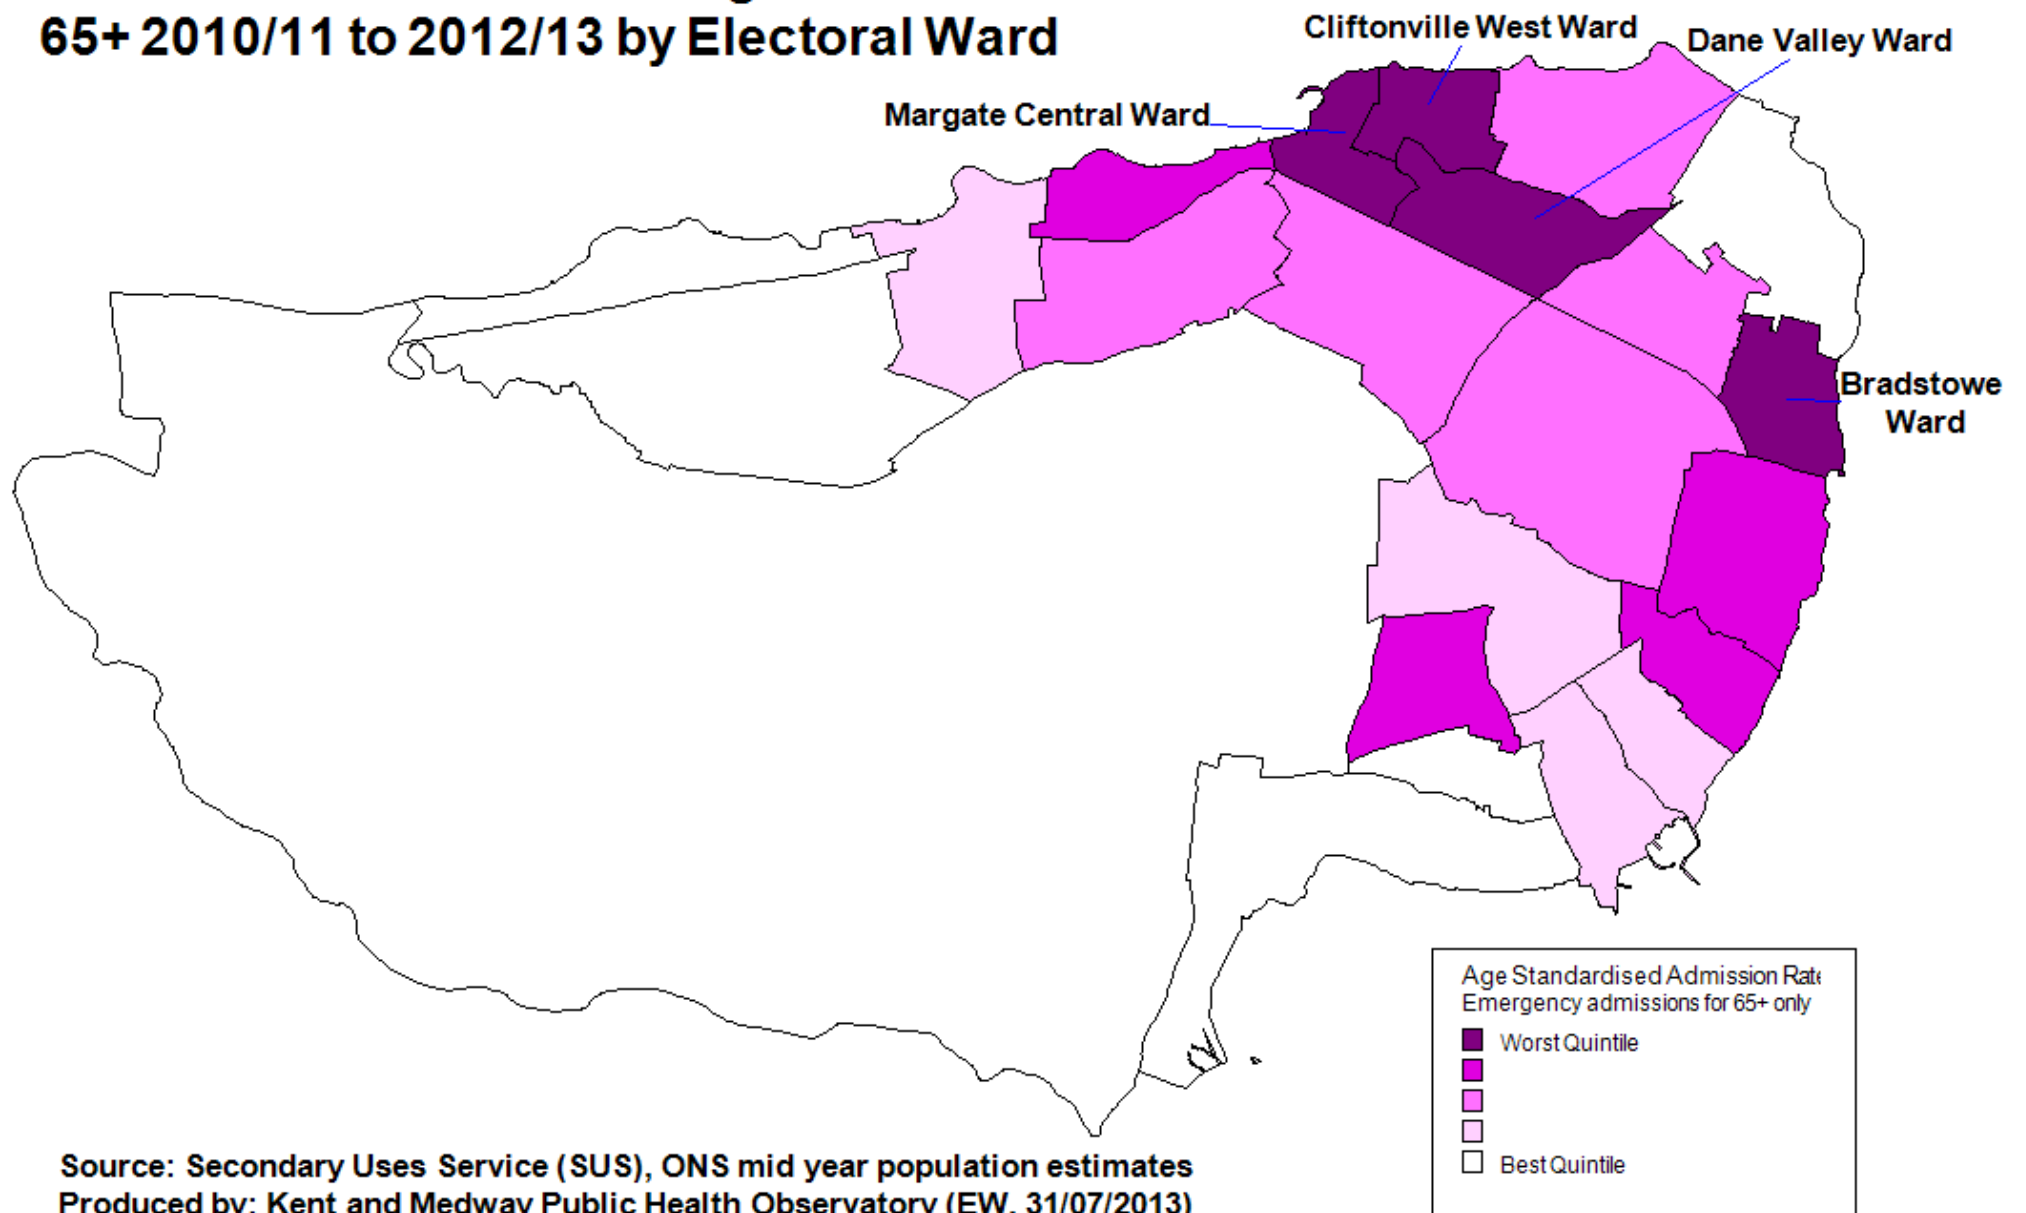 65+ 2010/11 to 2012/13 by Electoral Ward
Cliftonville West Ward
Dane Valley Ward
Margate Central Ward
Bradstowe
Ward
Age Standardised Admission Rate
Emergency admissions for 65+ only
Worst Quintile
Best Quintile
Source: Secondary Uses Service (SUS), ONS mid year population estimates
Produced by: Kent and Medway Public Health Observatory (EW, 31/07/2013)